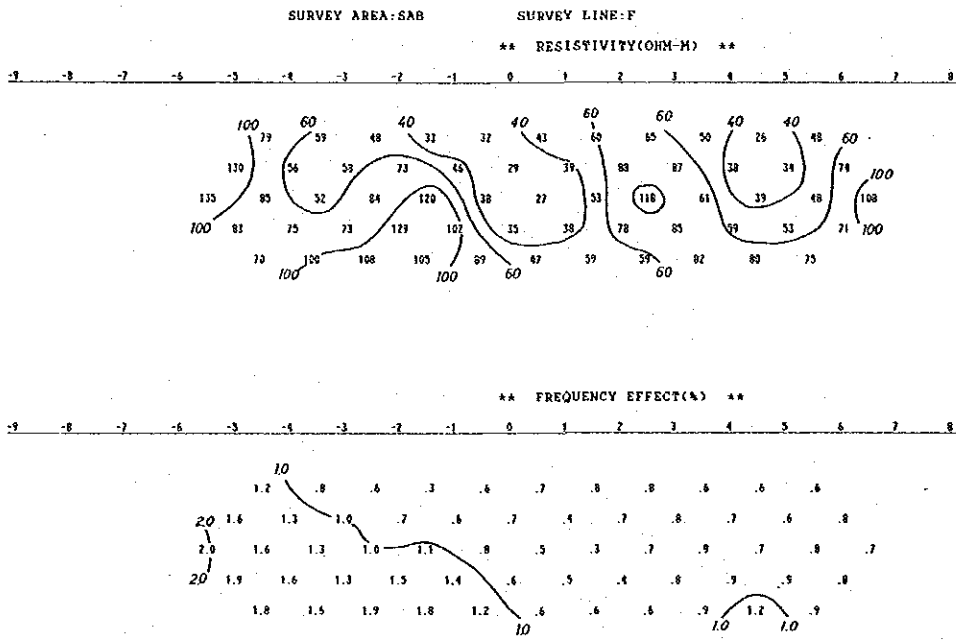 SURVEY AREA:SAB SURVEY LINE:F
** RESISTIVITY(OHM-M) **
-9 -8 -7 -6 -5 -4 -3 -2 -1 0 1 2 3 4 5 6 7 8
100 60 40 40 60 60 40 40 60
79 59 48 33 32 43 60 65 50 26 48
130 56 58 73 46 29 39 88 87 38 34 74
100
135 85 52 84 120 38 27 53 118 61 39 48 108
100 83 75 73 129 102 35 38 78 85 59 53 71 100
70 100 108 105 89 67 59 59 82 80 75
100 100 60 60
** FREQUENCY EFFECT(%) **
-9 -8 -7 -6 -5 -4 -3 -2 -1 0 1 2 3 4 5 6 7 8
1.0
1.2 .8 .6 .3 .6 .7 .8 .8 .6 .6 .6
2.0 1.6 1.3 1.0 .7 .6 .7 .4 .7 .8 .7 .6 .8
2.0 1.6 1.3 1.0 1.1 .8 .5 .3 .7 .9 .7 .8 .7
2.0 1.9 1.6 1.3 1.5 1.4 .6 .5 .4 .8 .9 .9 .8
1.8 1.5 1.9 1.8 1.2 .6 .6 .6 .9 1.2 .9
1.0 1.0 1.0